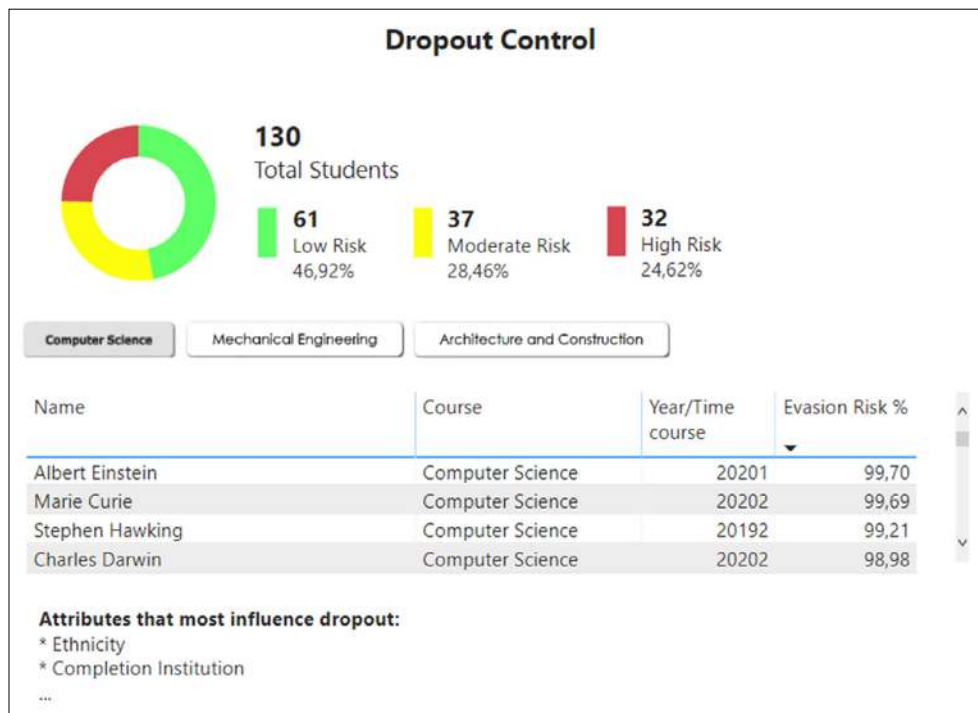 Dropout Control
130
Total Students
61
Low Risk
46,92%
37
Moderate Risk
28,46%
32
High Risk
24,62%
Computer Science
Mechanical Engineering
Architecture and Construction
Name Course Year/Time course Evasion Risk %
Albert Einstein Computer Science 20201 99,70
Marie Curie Computer Science 20202 99,69
Stephen Hawking Computer Science 20192 99,21
Charles Darwin Computer Science 20202 98,98
Attributes that most influence dropout:
* Ethnicity
* Completion Institution
...